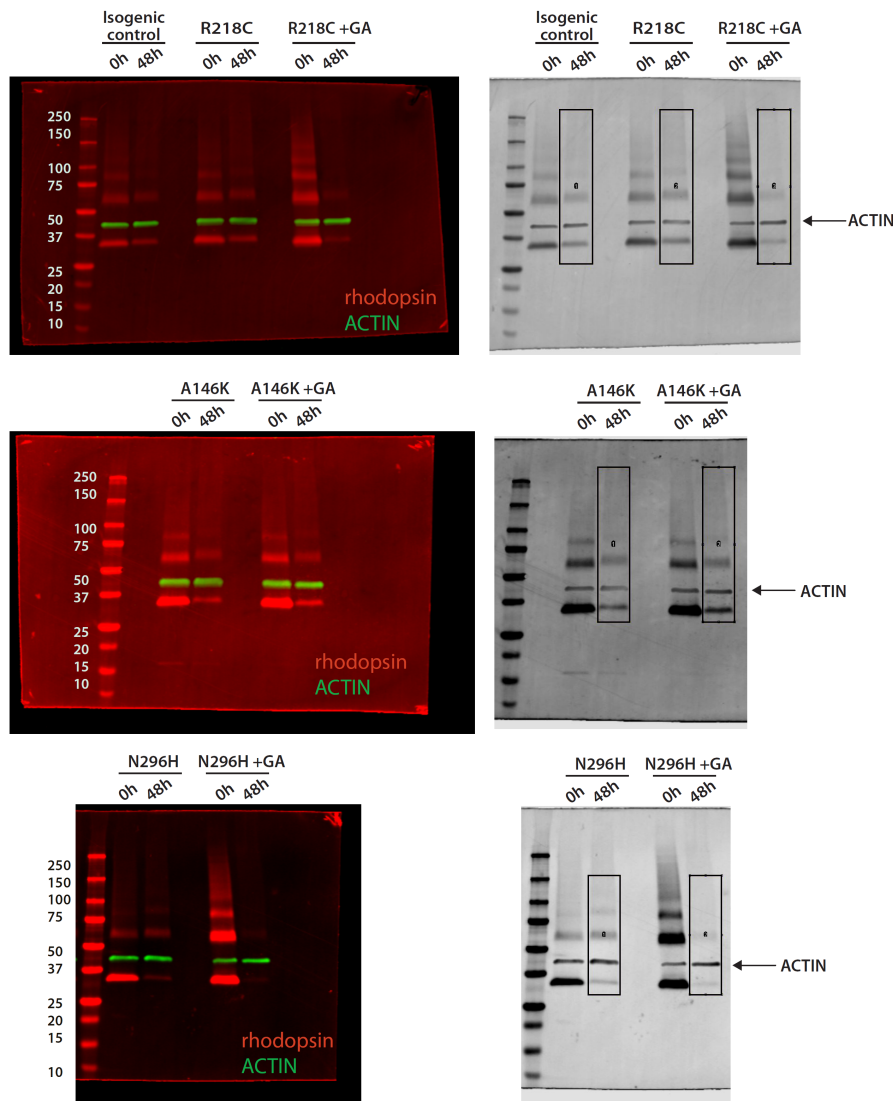 Isogenic control R218C R218C +GA
0h 48h 0h 48h 0h 48h
250
150
100
75
50
37
25
20
15
10
rhodopsin
ACTIN
Isogenic control R218C R218C +GA
0h 48h 0h 48h 0h 48h
ACTIN
A146K A146K +GA
0h 48h 0h 48h
250
150
100
75
50
37
25
20
15
10
rhodopsin
ACTIN
A146K A146K +GA
0h 48h 0h 48h
ACTIN
N296H N296H +GA
0h 48h 0h 48h
250
150
100
75
50
37
25
20
15
10
rhodopsin
ACTIN
N296H N296H +GA
0h 48h 0h 48h
ACTIN